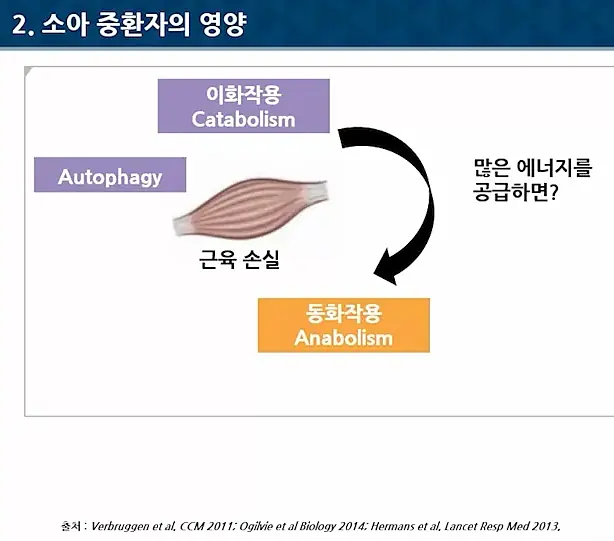 2. 소아 중환자의 영양
이화작용
Catabolism
Autophagy
많은 에너지를
공급하면?
근육 손실
동화작용
Anabolism
출처 : Verbruggen et al, CCM 2011; Ogilvie et al Biology 2014; Hermans et al, Lancet Resp Med 2013.